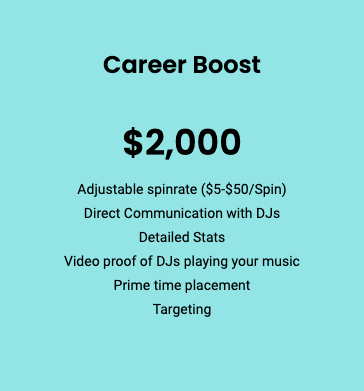 Career Boost
$2,000
Adjustable spinrate ($5-$50/Spin)
Direct Communication with DJs
Detailed Stats
Video proof of DJs playing your music
Prime time placement
Targeting